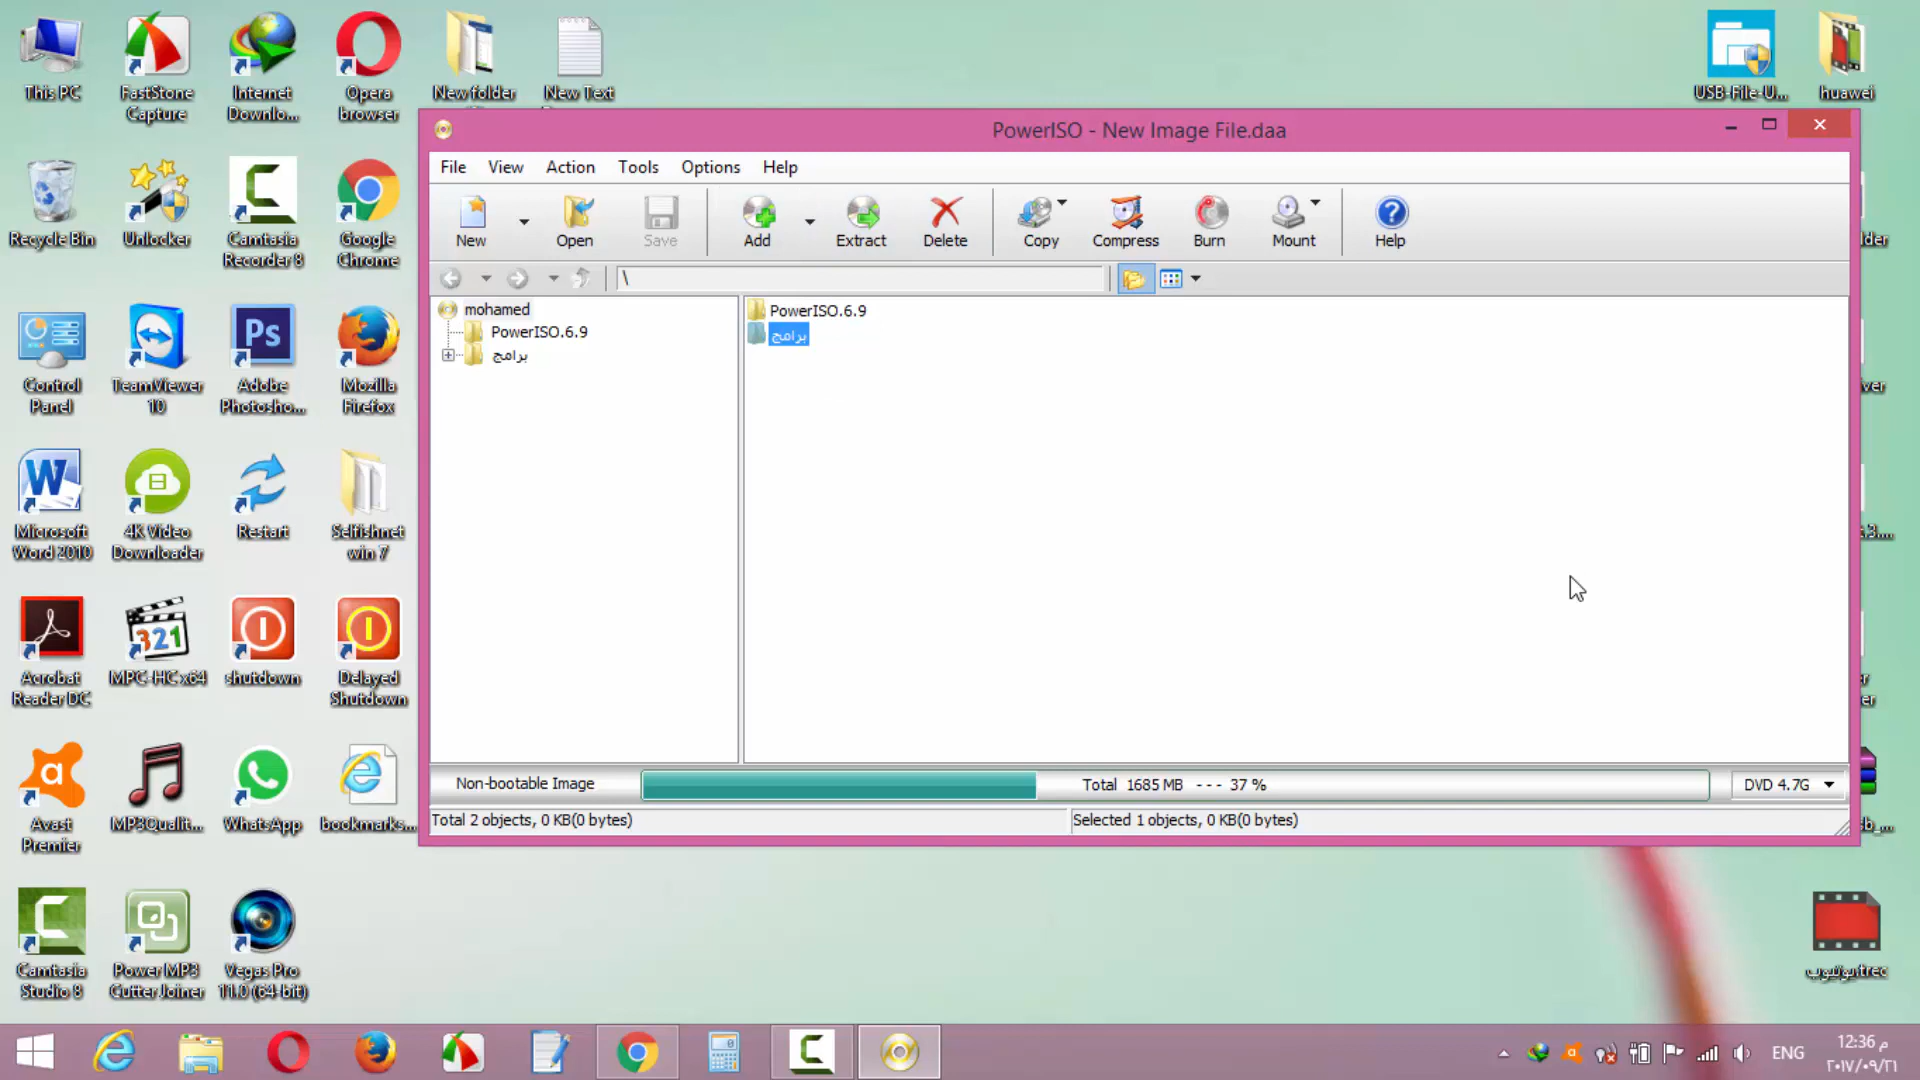 This PC
FastStone
Capture
Internet
Downlo...
Opera
browser
New folder
New Text
USB-File-U...
huawei
PowerISO - New Image File.daa
File View Action Tools Options Help
New
Open
Save
Add
Extract
Delete
Copy
Compress
Burn
Mount
Help
\
mohamed
PowerISO.6.9
برامج
PowerISO.6.9
برامج
Recycle Bin
Unlocker
Camtasia
Recorder 8
Google
Chrome
Control
Panel
TeamViewer
10
Adobe
Photosho...
Mozilla
Firefox
Microsoft
Word 2010
4K Video
Downloader
Restart
Selfishnet
win 7
Acrobat
Reader DC
MPC-HC x64
shutdown
Delayed
Shutdown
Avast
Premier
MP3Qualit...
WhatsApp
bookmarks...
Camtasia
Studio 8
Power MP3
Cutter Joiner
Vegas Pro
11.0 (64-bit)
Non-bootable Image
Total 1685 MB --- 37 %
DVD 4.7G
Total 2 objects, 0 KB(0 bytes)
Selected 1 objects, 0 KB(0 bytes)
ENG
12:36 م
٢٠١٧/٠٩/٢١